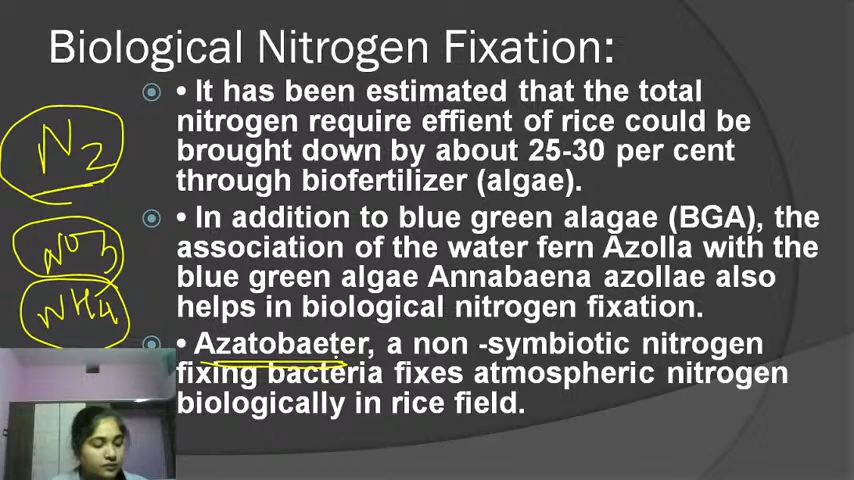 Biological Nitrogen Fixation:
• It has been estimated that the total
nitrogen require effient of rice could be
brought down by about 25-30 per cent
through biofertilizer (algae).
• In addition to blue green alagae (BGA), the
association of the water fern Azolla with the
blue green algae Annabaena azollae also
helps in biological nitrogen fixation.
• Azatobaeter, a non -symbiotic nitrogen
fixing bacteria fixes atmospheric nitrogen
biologically in rice field.
N2
NO3
NH4